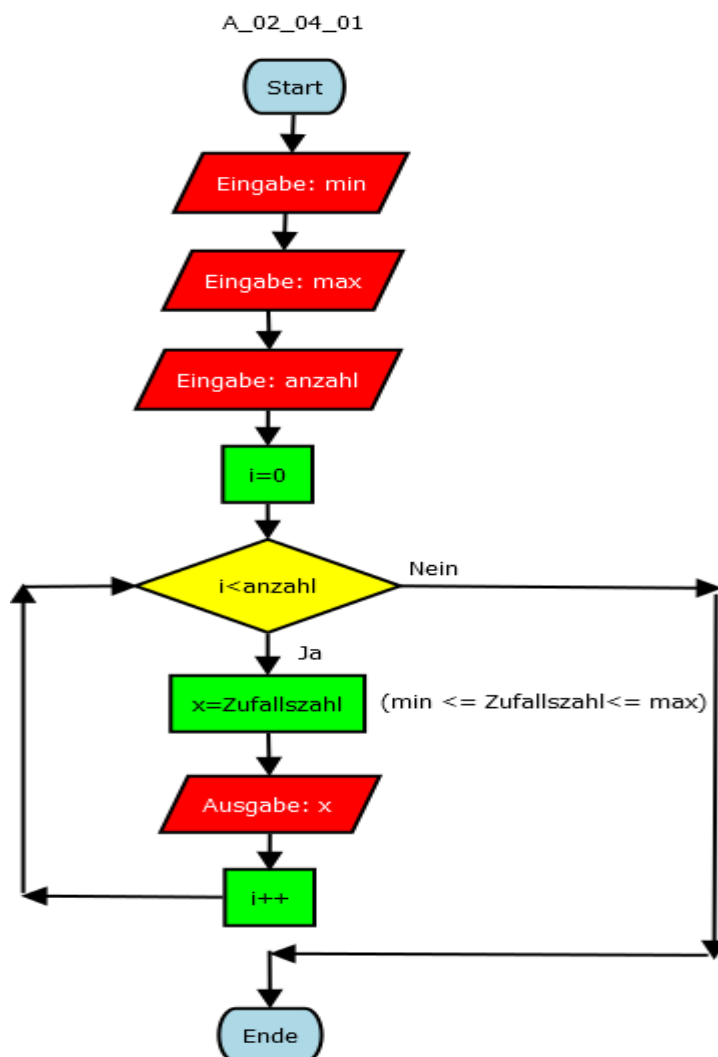 A_02_04_01
Start
Eingabe: min
Eingabe: max
Eingabe: anzahl
i=0
i<anzahl
Nein
Ja
x=Zufallszahl
(min <= Zufallszahl<= max)
Ausgabe: x
i++
Ende